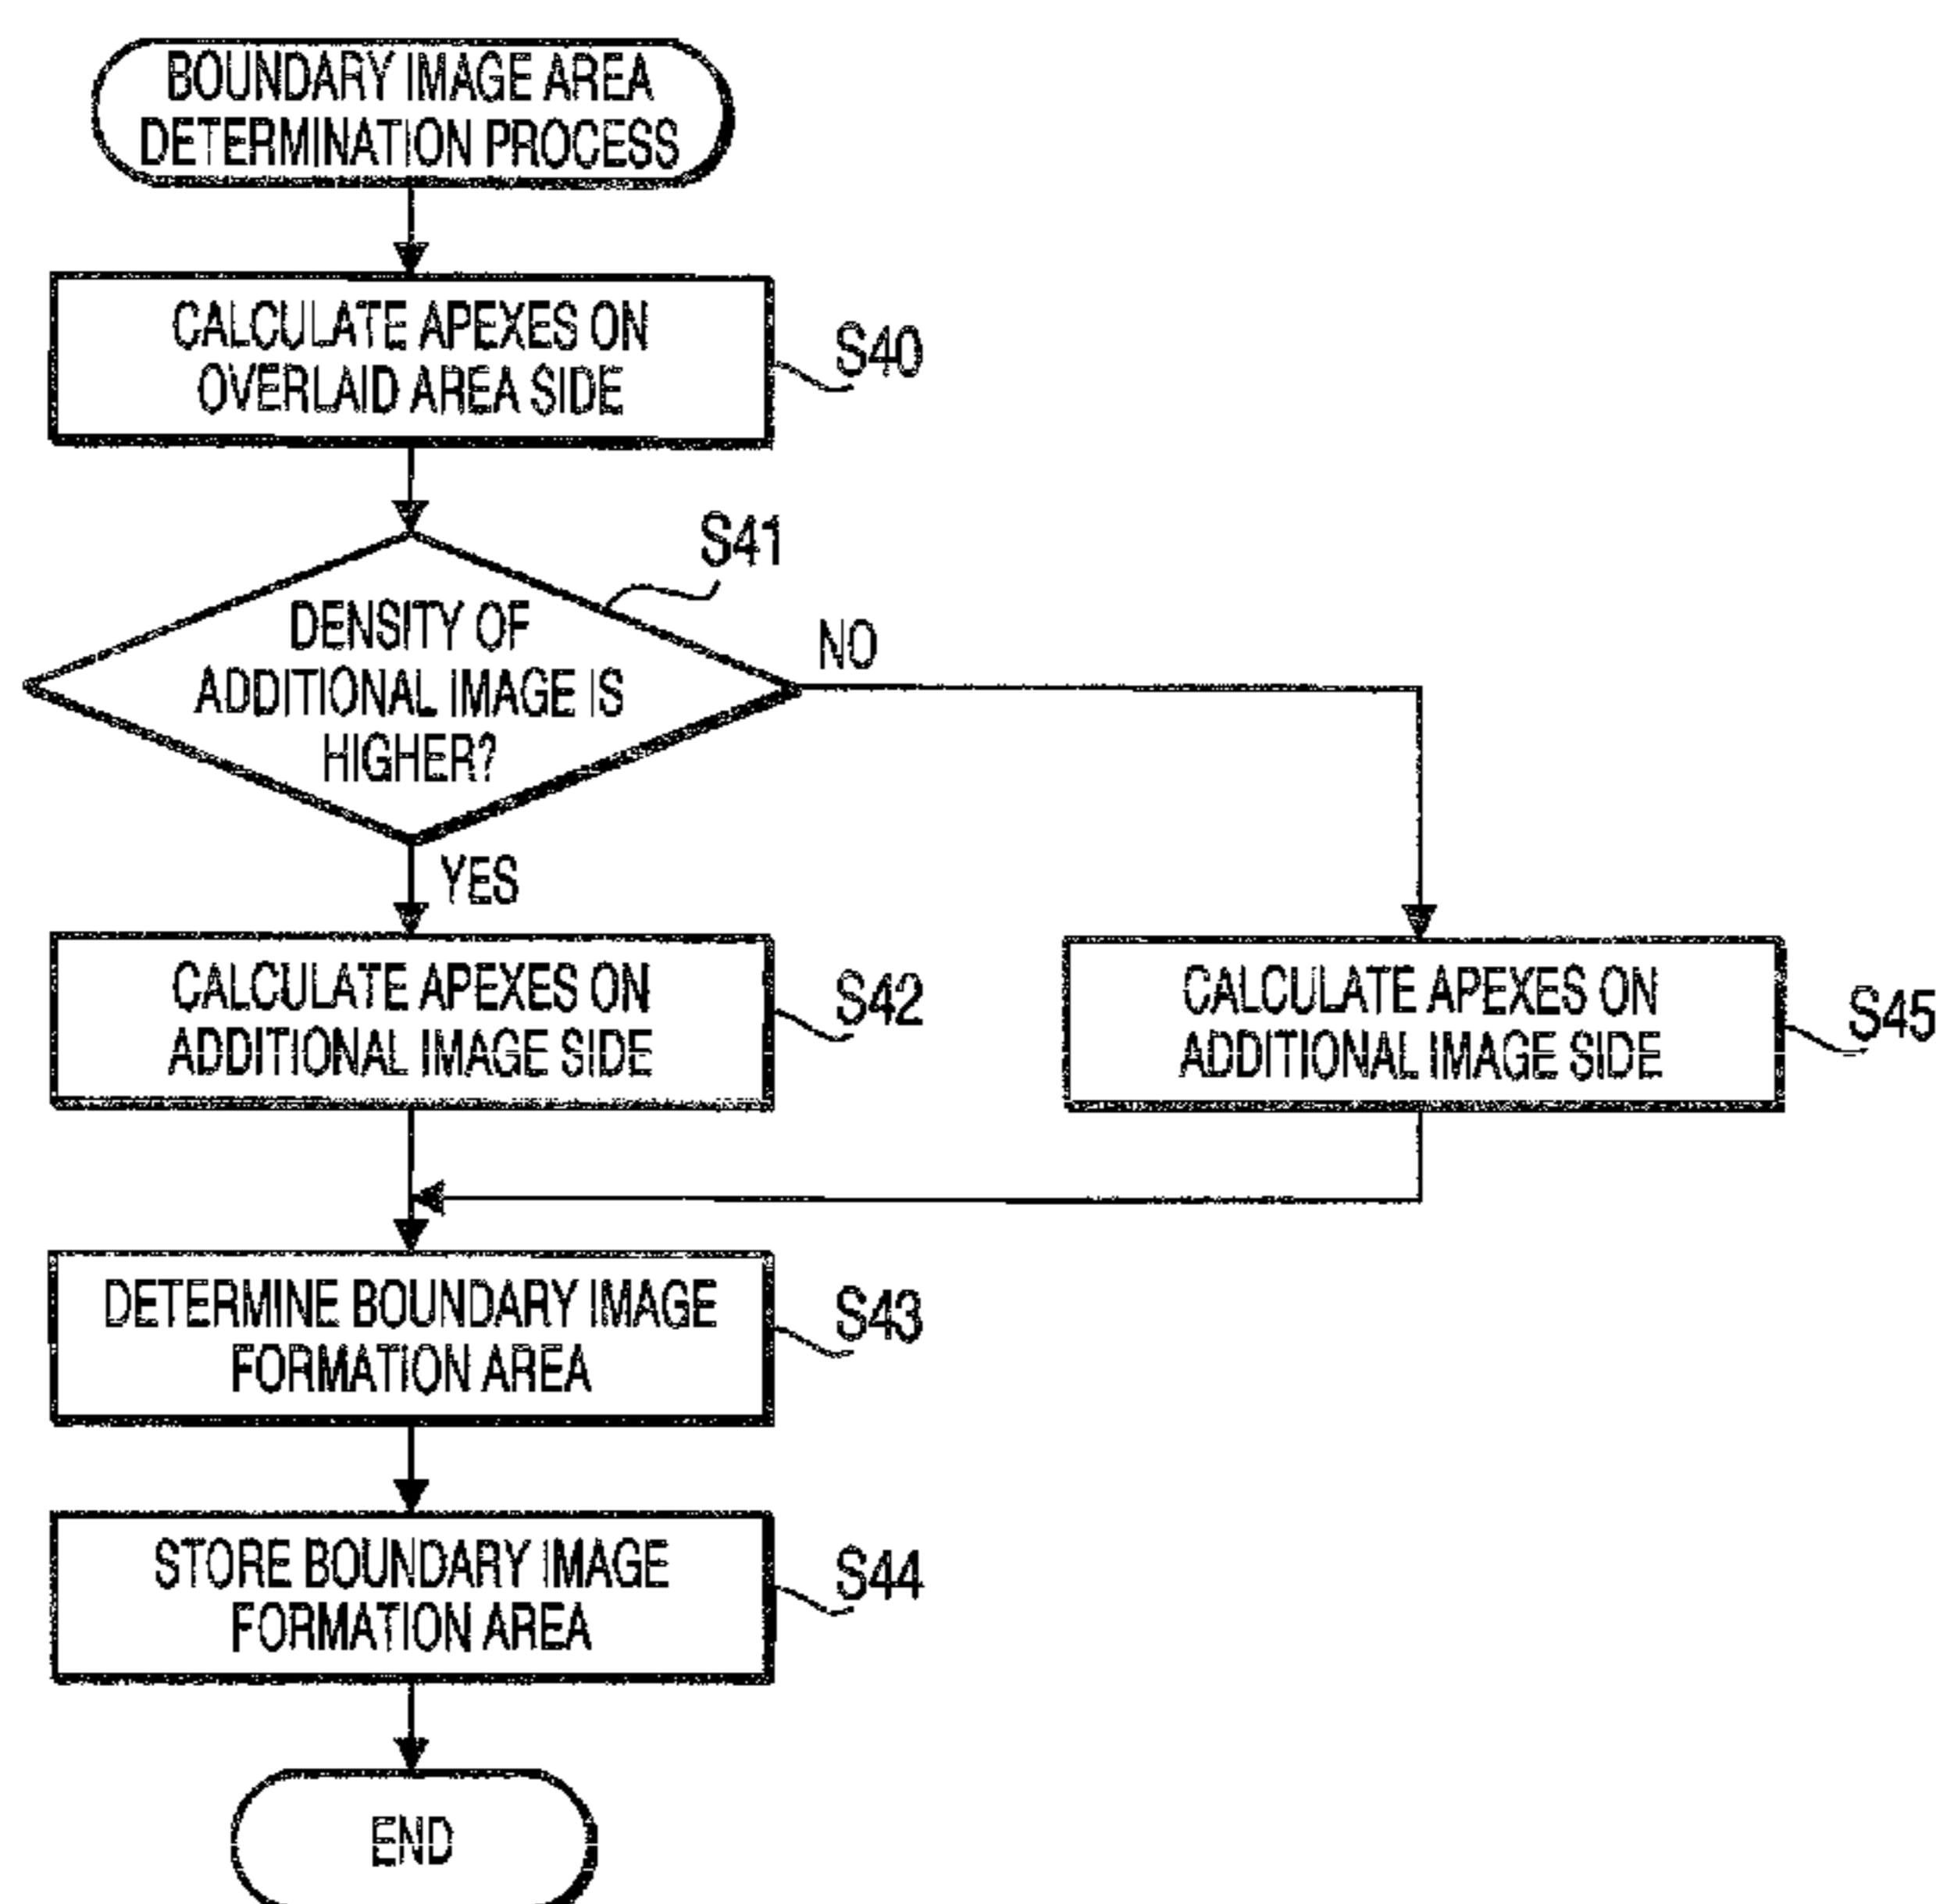 BOUNDARY IMAGE AREA
DETERMINATION PROCESS
CALCULATE APEXES ON
OVERLAID AREA SIDE
S40
S41
DENSITY OF
ADDITIONAL IMAGE IS
HIGHER?
NO
YES
CALCULATE APEXES ON
ADDITIONAL IMAGE SIDE
S42
CALCULATE APEXES ON
ADDITIONAL IMAGE SIDE
S45
DETERMINE BOUNDARY IMAGE
FORMATION AREA
S43
STORE BOUNDARY IMAGE
FORMATION AREA
S44
END